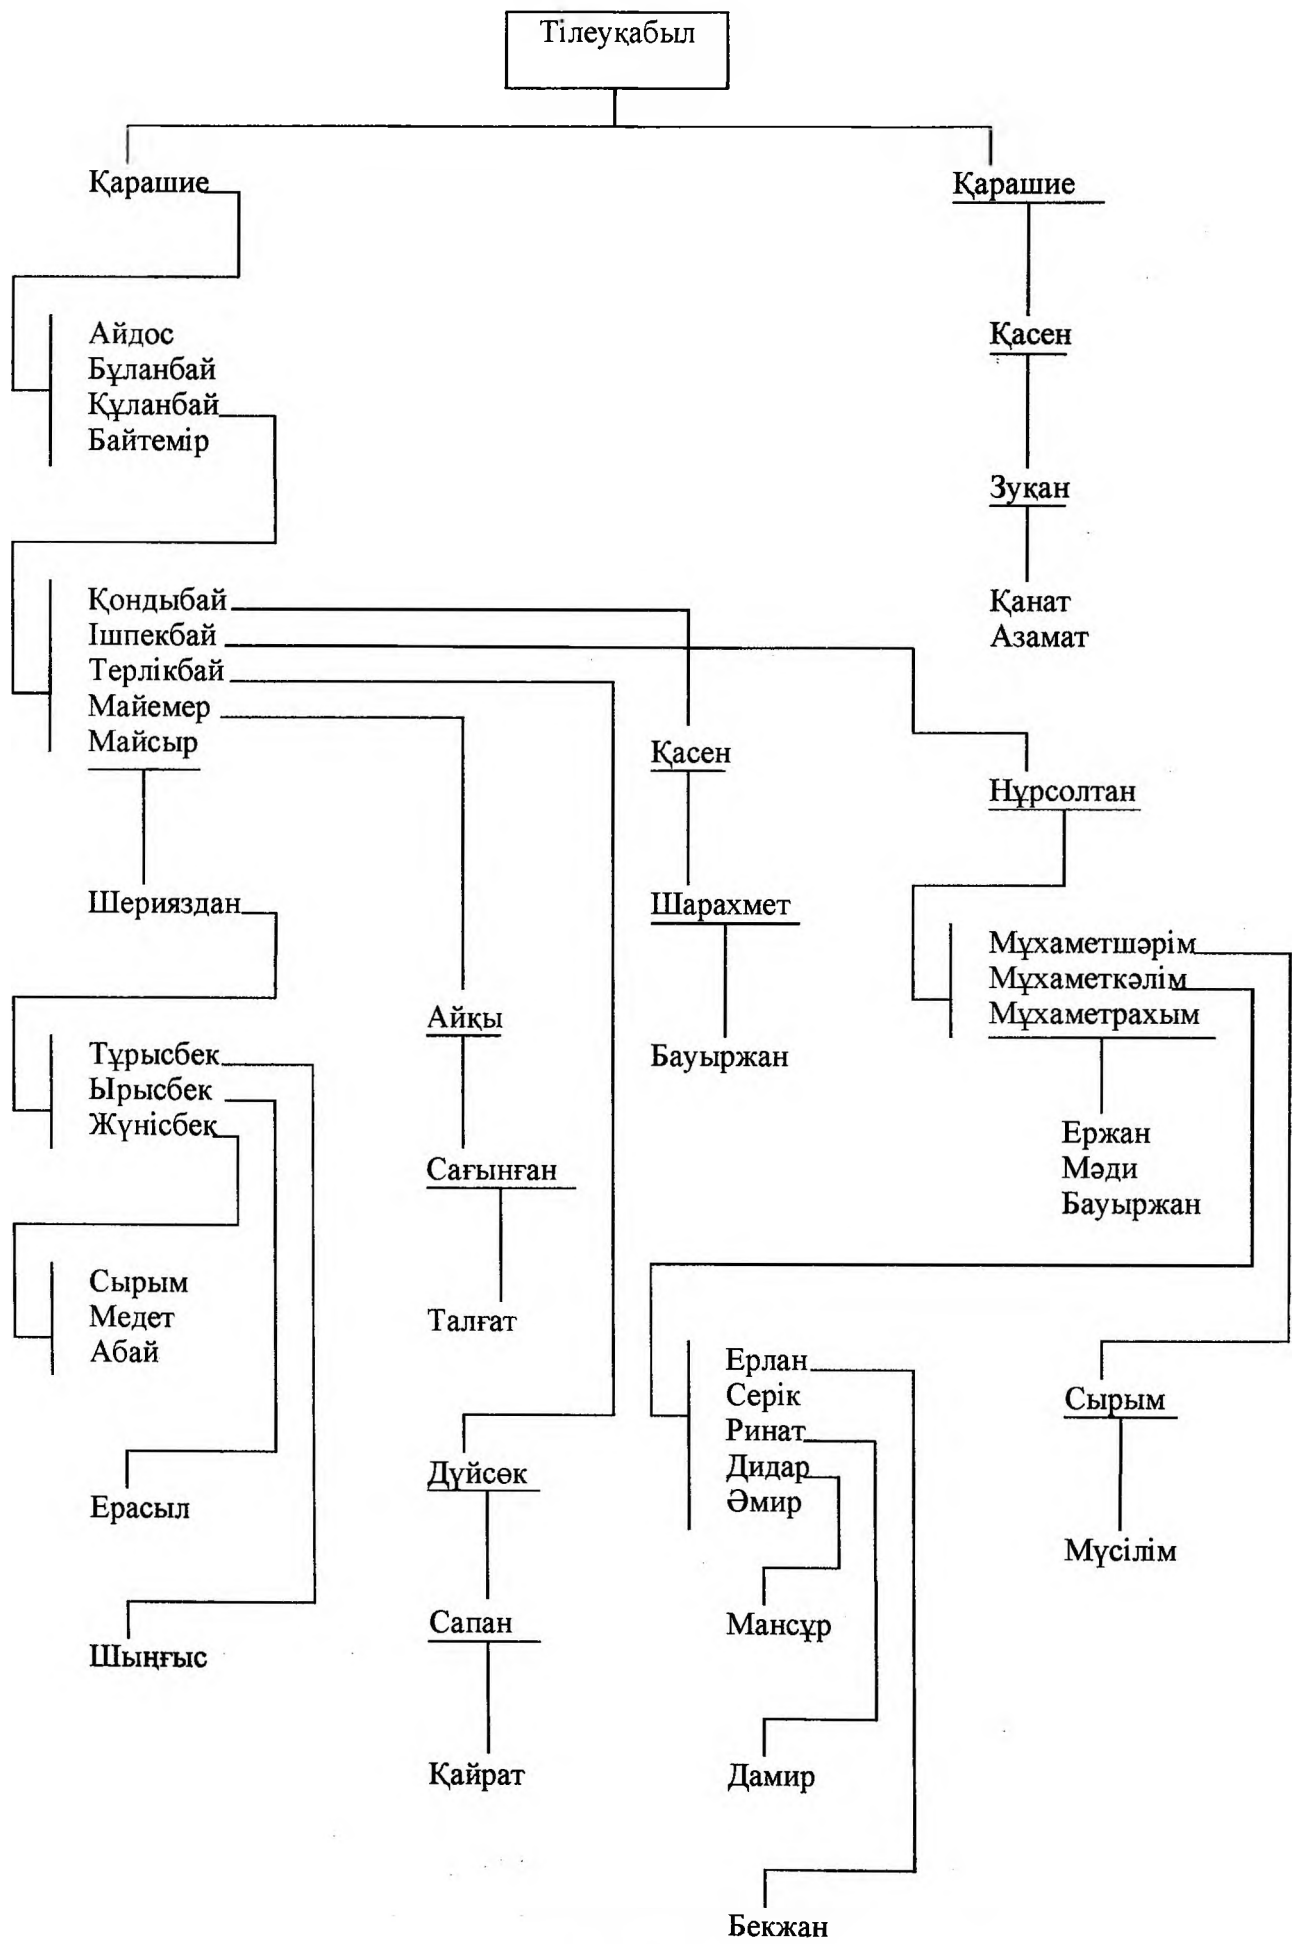 Тілеуқабыл
Қарашие
Қарашие
Айдос
Бұланбай
Құланбай
Байтемір
Қасен
Зуқан
Қанат
Азамат
Қондыбай
Ішпекбай
Терлікбай
Майемер
Майсыр
Қасен
Нұрсолтан
Шерияздан
Шарахмет
Мұхаметшәрім
Мұхаметкәлім
Мұхаметрахым
Айқы
Бауыржан
Тұрысбек
Ырысбек
Жүнісбек
Ержан
Мәди
Бауыржан
Сағынған
Сырым
Медет
Абай
Талғат
Ерлан
Серік
Ринат
Дидар
Әмир
Сырым
Дүйсөк
Ерасыл
Мүсілім
Сапан
Мансұр
Шыңғыс
Қайрат
Дамир
Бекжан